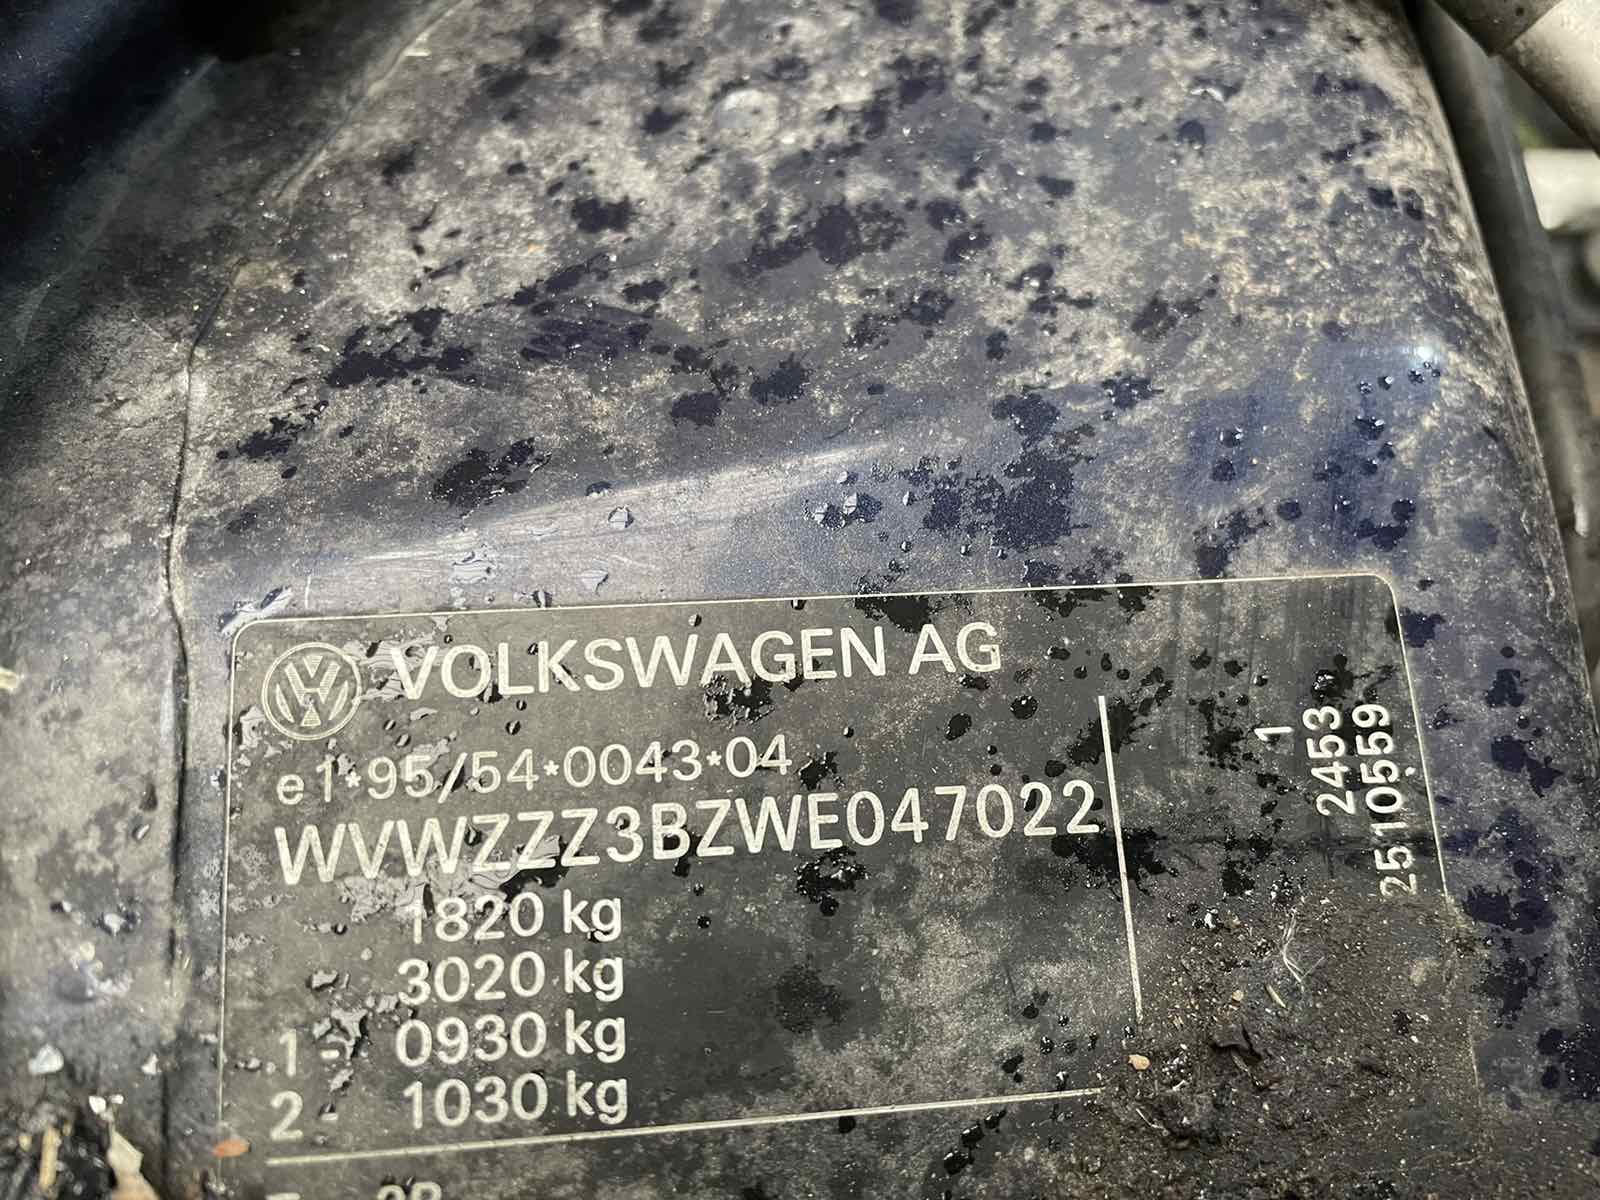 VOLKSWAGEN AG
e1*95/54*0043*04
WVWZZZ3BZWE047022
1820 kg
3020 kg
1 - 0930 kg
2 - 1030 kg
1
2453
2510559